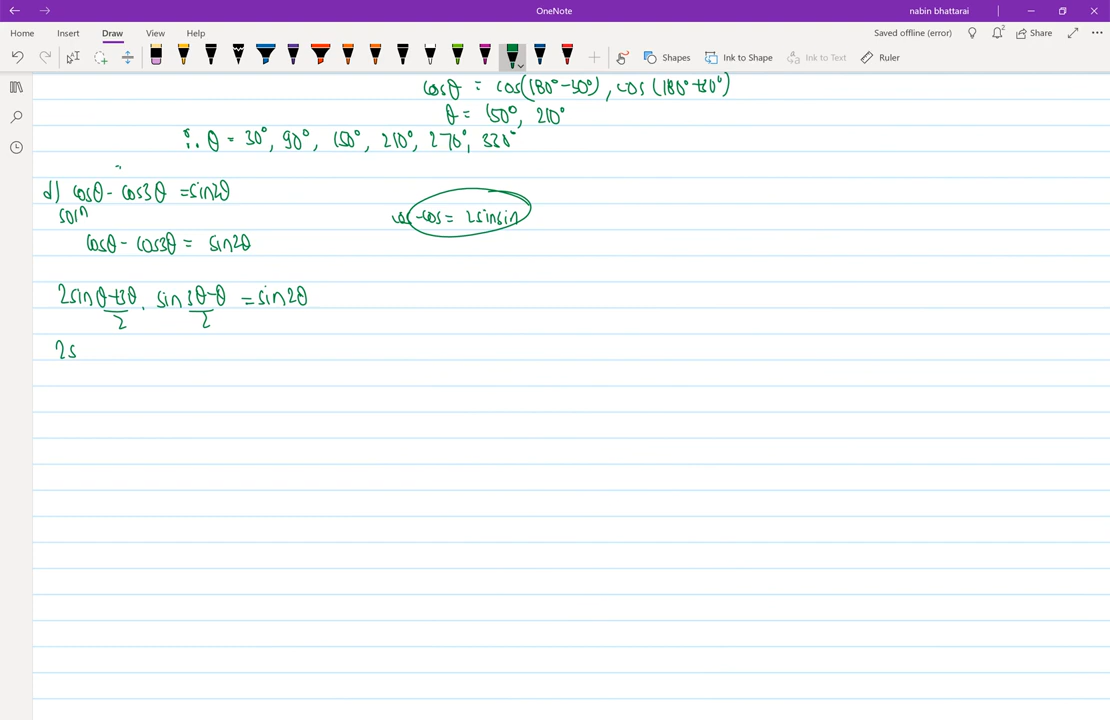 OneNote
nabin bhattarai
Home Insert Draw View Help
Saved offline (error)
2
Share
Shapes Ink to Shape Ink to Text Ruler
cosθ = cos(180°-30°), cos (180°+30°)
θ = 150°, 210°
∴ θ = 30°, 90°, 150°, 210°, 270°, 330°
d) cosθ - cos3θ = sin2θ
soln
cos-cos = 2sinsin
cosθ - cos3θ = sin2θ
2sin θ+3θ/2 . sin 3θ-θ/2 = sin2θ
2s